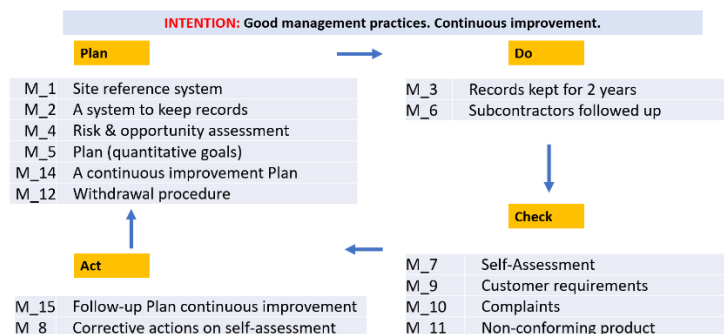 INTENTION: Good management practices. Continuous improvement.
Plan
M_1 Site reference system
M_2 A system to keep records
M_4 Risk & opportunity assessment
M_5 Plan (quantitative goals)
M_14 A continuous improvement Plan
M_12 Withdrawal procedure
Do
M_3 Records kept for 2 years
M_6 Subcontractors followed up
Check
M_7 Self-Assessment
M_9 Customer requirements
M_10 Complaints
M_11 Non-conforming product
Act
M_15 Follow-up Plan continuous improvement
M_8 Corrective actions on self-assessment